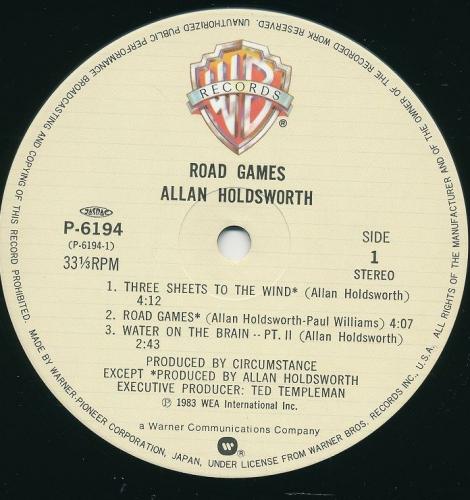 WB
RECORDS
ROAD GAMES
ALLAN HOLDSWORTH
JASRAC
P-6194
(P-6194-1)
33⅓RPM
SIDE
1
STEREO
1. THREE SHEETS TO THE WIND* (Allan Holdsworth)
4:12
2. ROAD GAMES* (Allan Holdsworth-Paul Williams) 4:07
3. WATER ON THE BRAIN -- PT. II (Allan Holdsworth)
2:43
PRODUCED BY CIRCUMSTANCE
EXCEPT *PRODUCED BY ALLAN HOLDSWORTH
EXECUTIVE PRODUCER: TED TEMPLEMAN
Ⓟ 1983 WEA International Inc.
a Warner Communications Company
®
ALL RIGHTS OF THE MANUFACTURER AND OF THE OWNER OF THE RECORDED WORK RESERVED. UNAUTHORIZED PUBLIC PERFORMANCE BROADCASTING AND COPYING OF THIS RECORD PROHIBITED.
MADE BY WARNER-PIONEER CORPORATION, JAPAN, UNDER LICENSE FROM WARNER BROS. RECORDS INC., U.S.A.